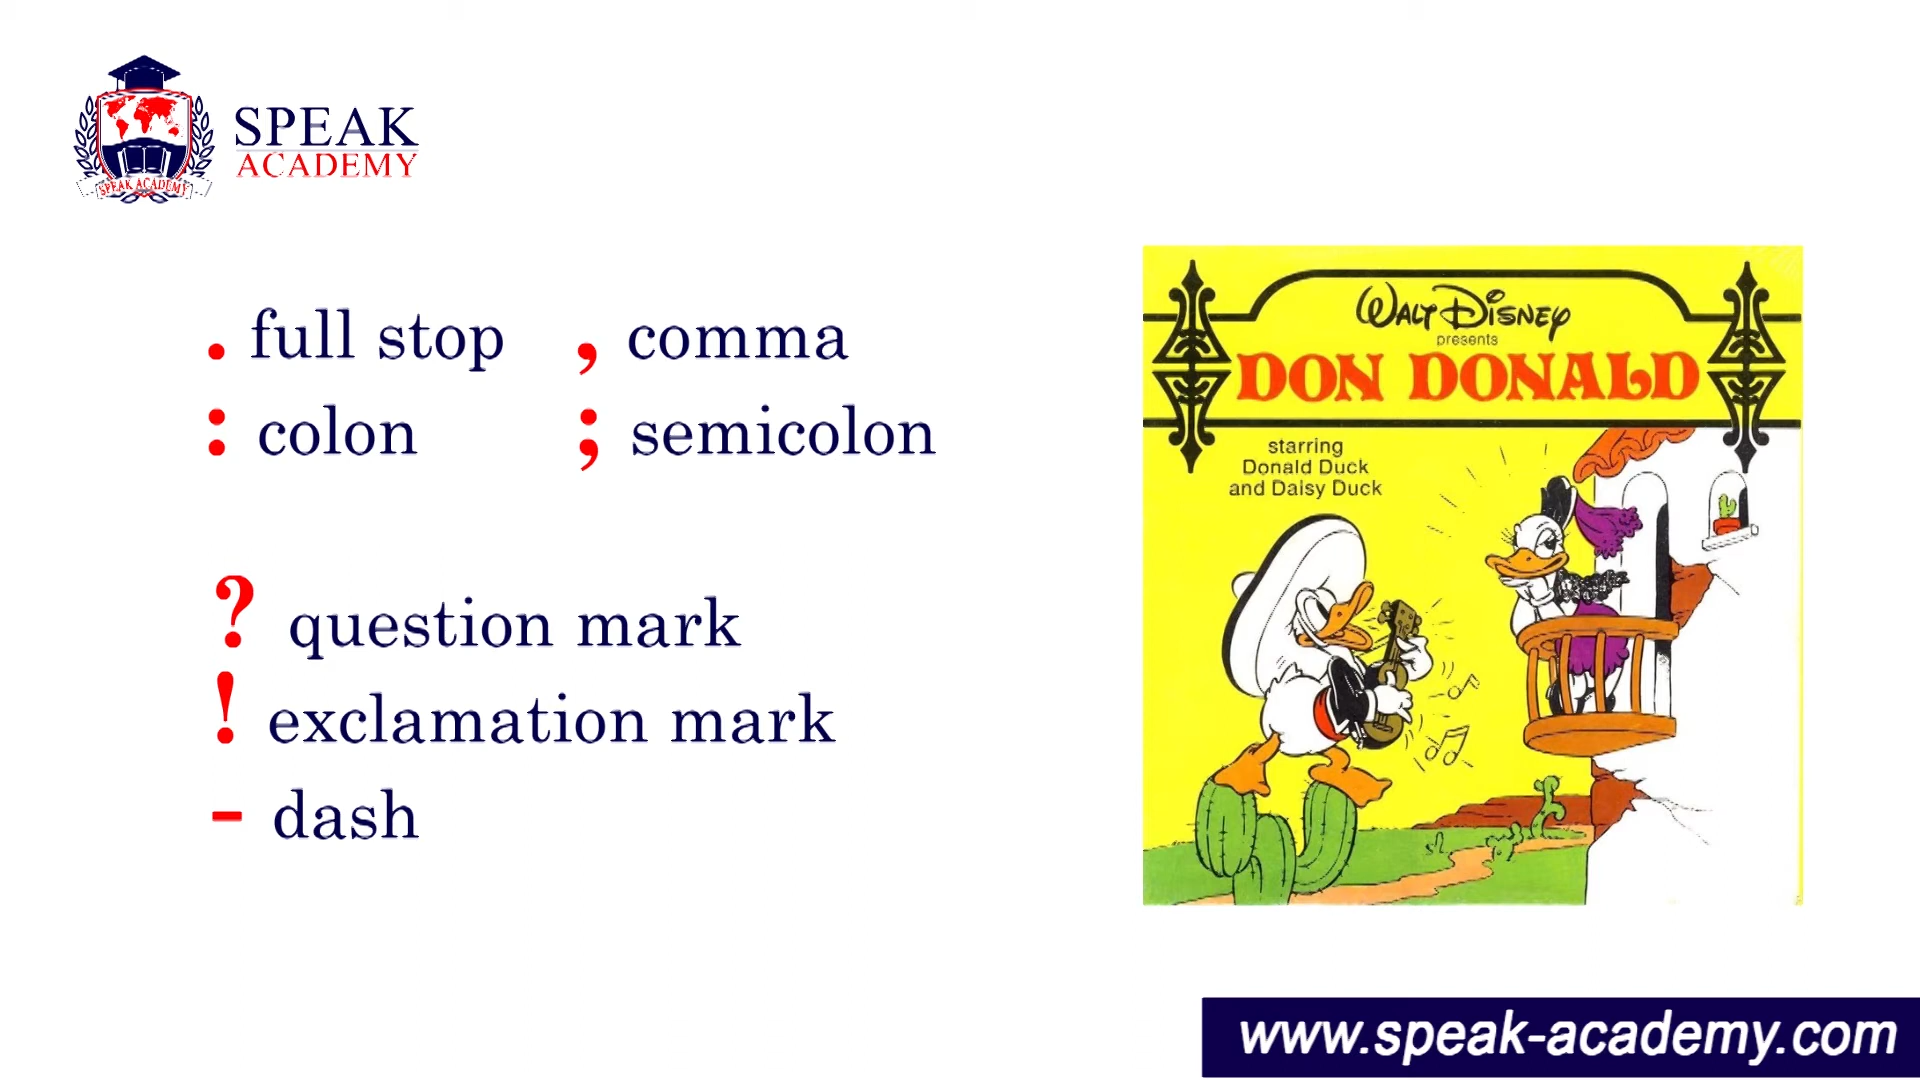 SPEAK
ACADEMY
SPEAK ACADEMY
. full stop , comma
: colon ; semicolon
? question mark
! exclamation mark
- dash
WALT DISNEY
presents
DON DONALD
starring
Donald Duck
and Daisy Duck
www.speak-academy.com